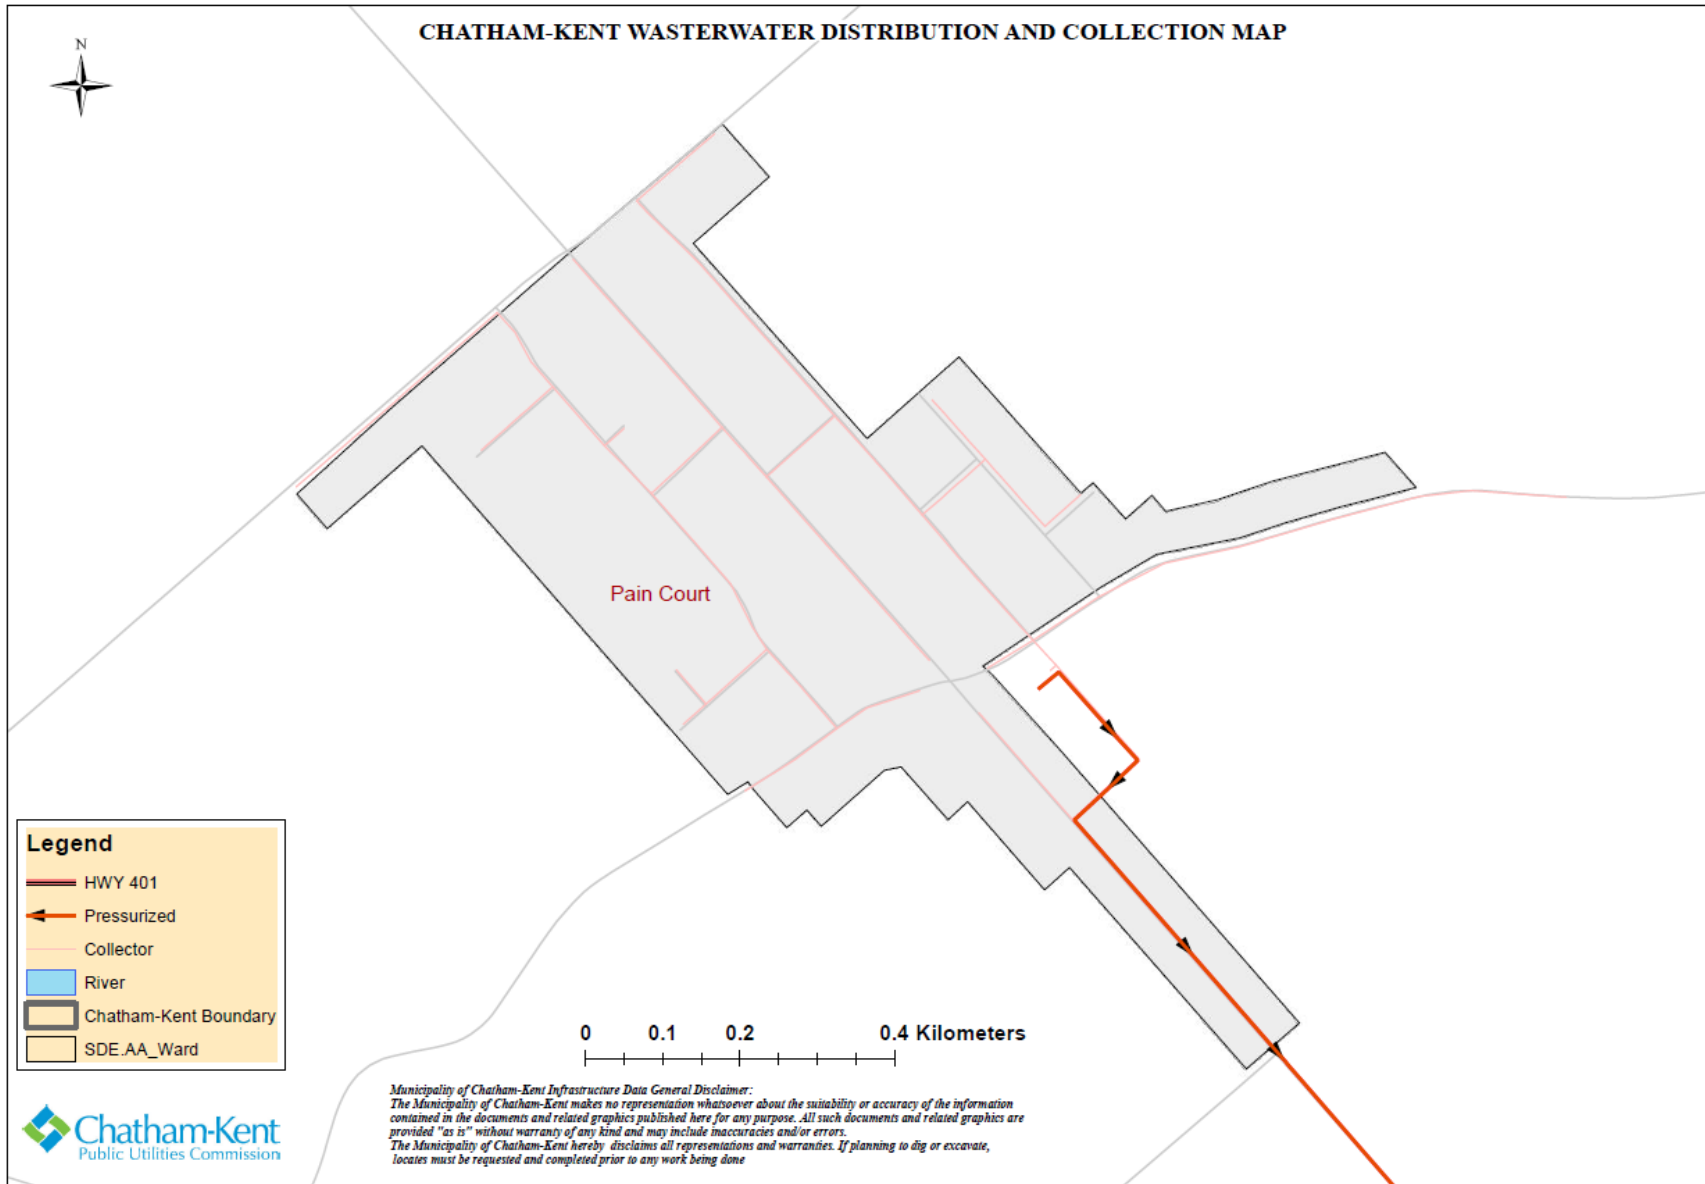 CHATHAM-KENT WASTERWATER DISTRIBUTION AND COLLECTION MAP
N
Pain Court
Legend
HWY 401
Pressurized
Collector
River
Chatham-Kent Boundary
SDE.AA_Ward
0 0.1 0.2 0.4 Kilometers
Municipality of Chatham-Kent Infrastructure Data General Disclaimer:
The Municipality of Chatham-Kent makes no representation whatsoever about the suitability or accuracy of the information
contained in the documents and related graphics published here for any purpose. All such documents and related graphics are
provided "as is" without warranty of any kind and may include inaccuracies and/or errors.
The Municipality of Chatham-Kent hereby disclaims all representations and warranties. If planning to dig or excavate,
locates must be requested and completed prior to any work being done
Chatham-Kent
Public Utilities Commission